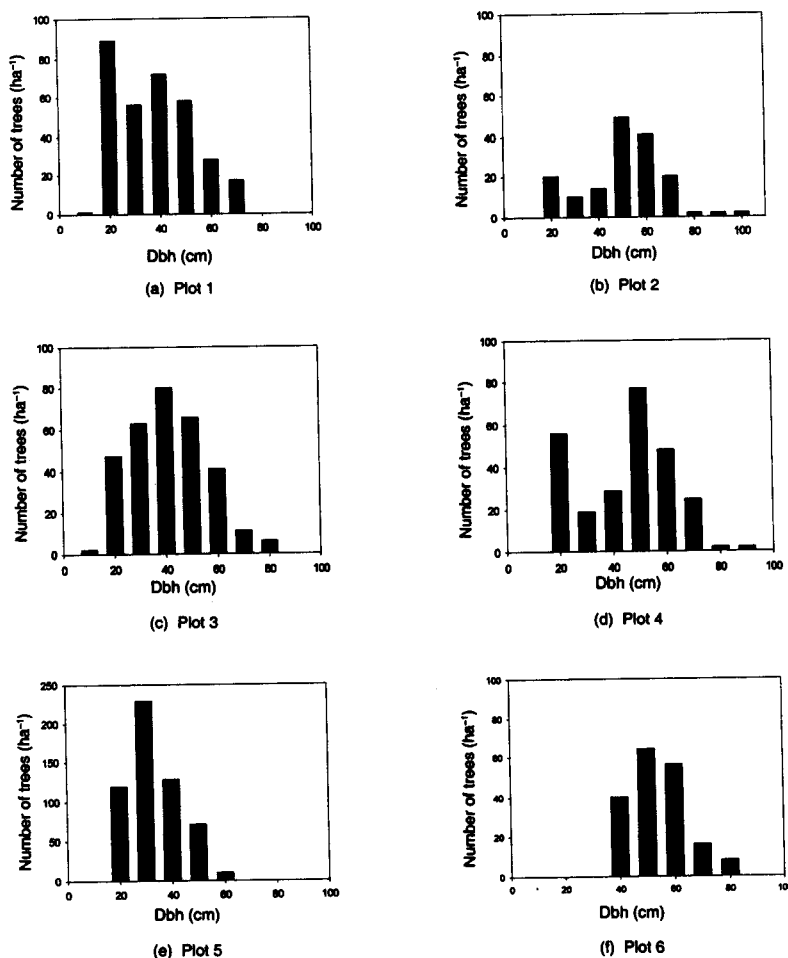 100
80
60
40
20
0
Number of trees (ha⁻¹)
0 20 40 60 80 100
Dbh (cm)
(a) Plot 1
100
80
60
40
20
0
Number of trees (ha⁻¹)
0 20 40 60 80 100
Dbh (cm)
(b) Plot 2
100
80
60
40
20
0
Number of trees (ha⁻¹)
0 20 40 60 80 100
Dbh (cm)
(c) Plot 3
100
80
60
40
20
0
Number of trees (ha⁻¹)
0 20 40 60 80 100
Dbh (cm)
(d) Plot 4
250
200
150
100
50
0
Number of trees (ha⁻¹)
0 20 40 60 80 100
Dbh (cm)
(e) Plot 5
100
80
60
40
20
0
Number of trees (ha⁻¹)
0 20 40 60 80 10
Dbh (cm)
(f) Plot 6